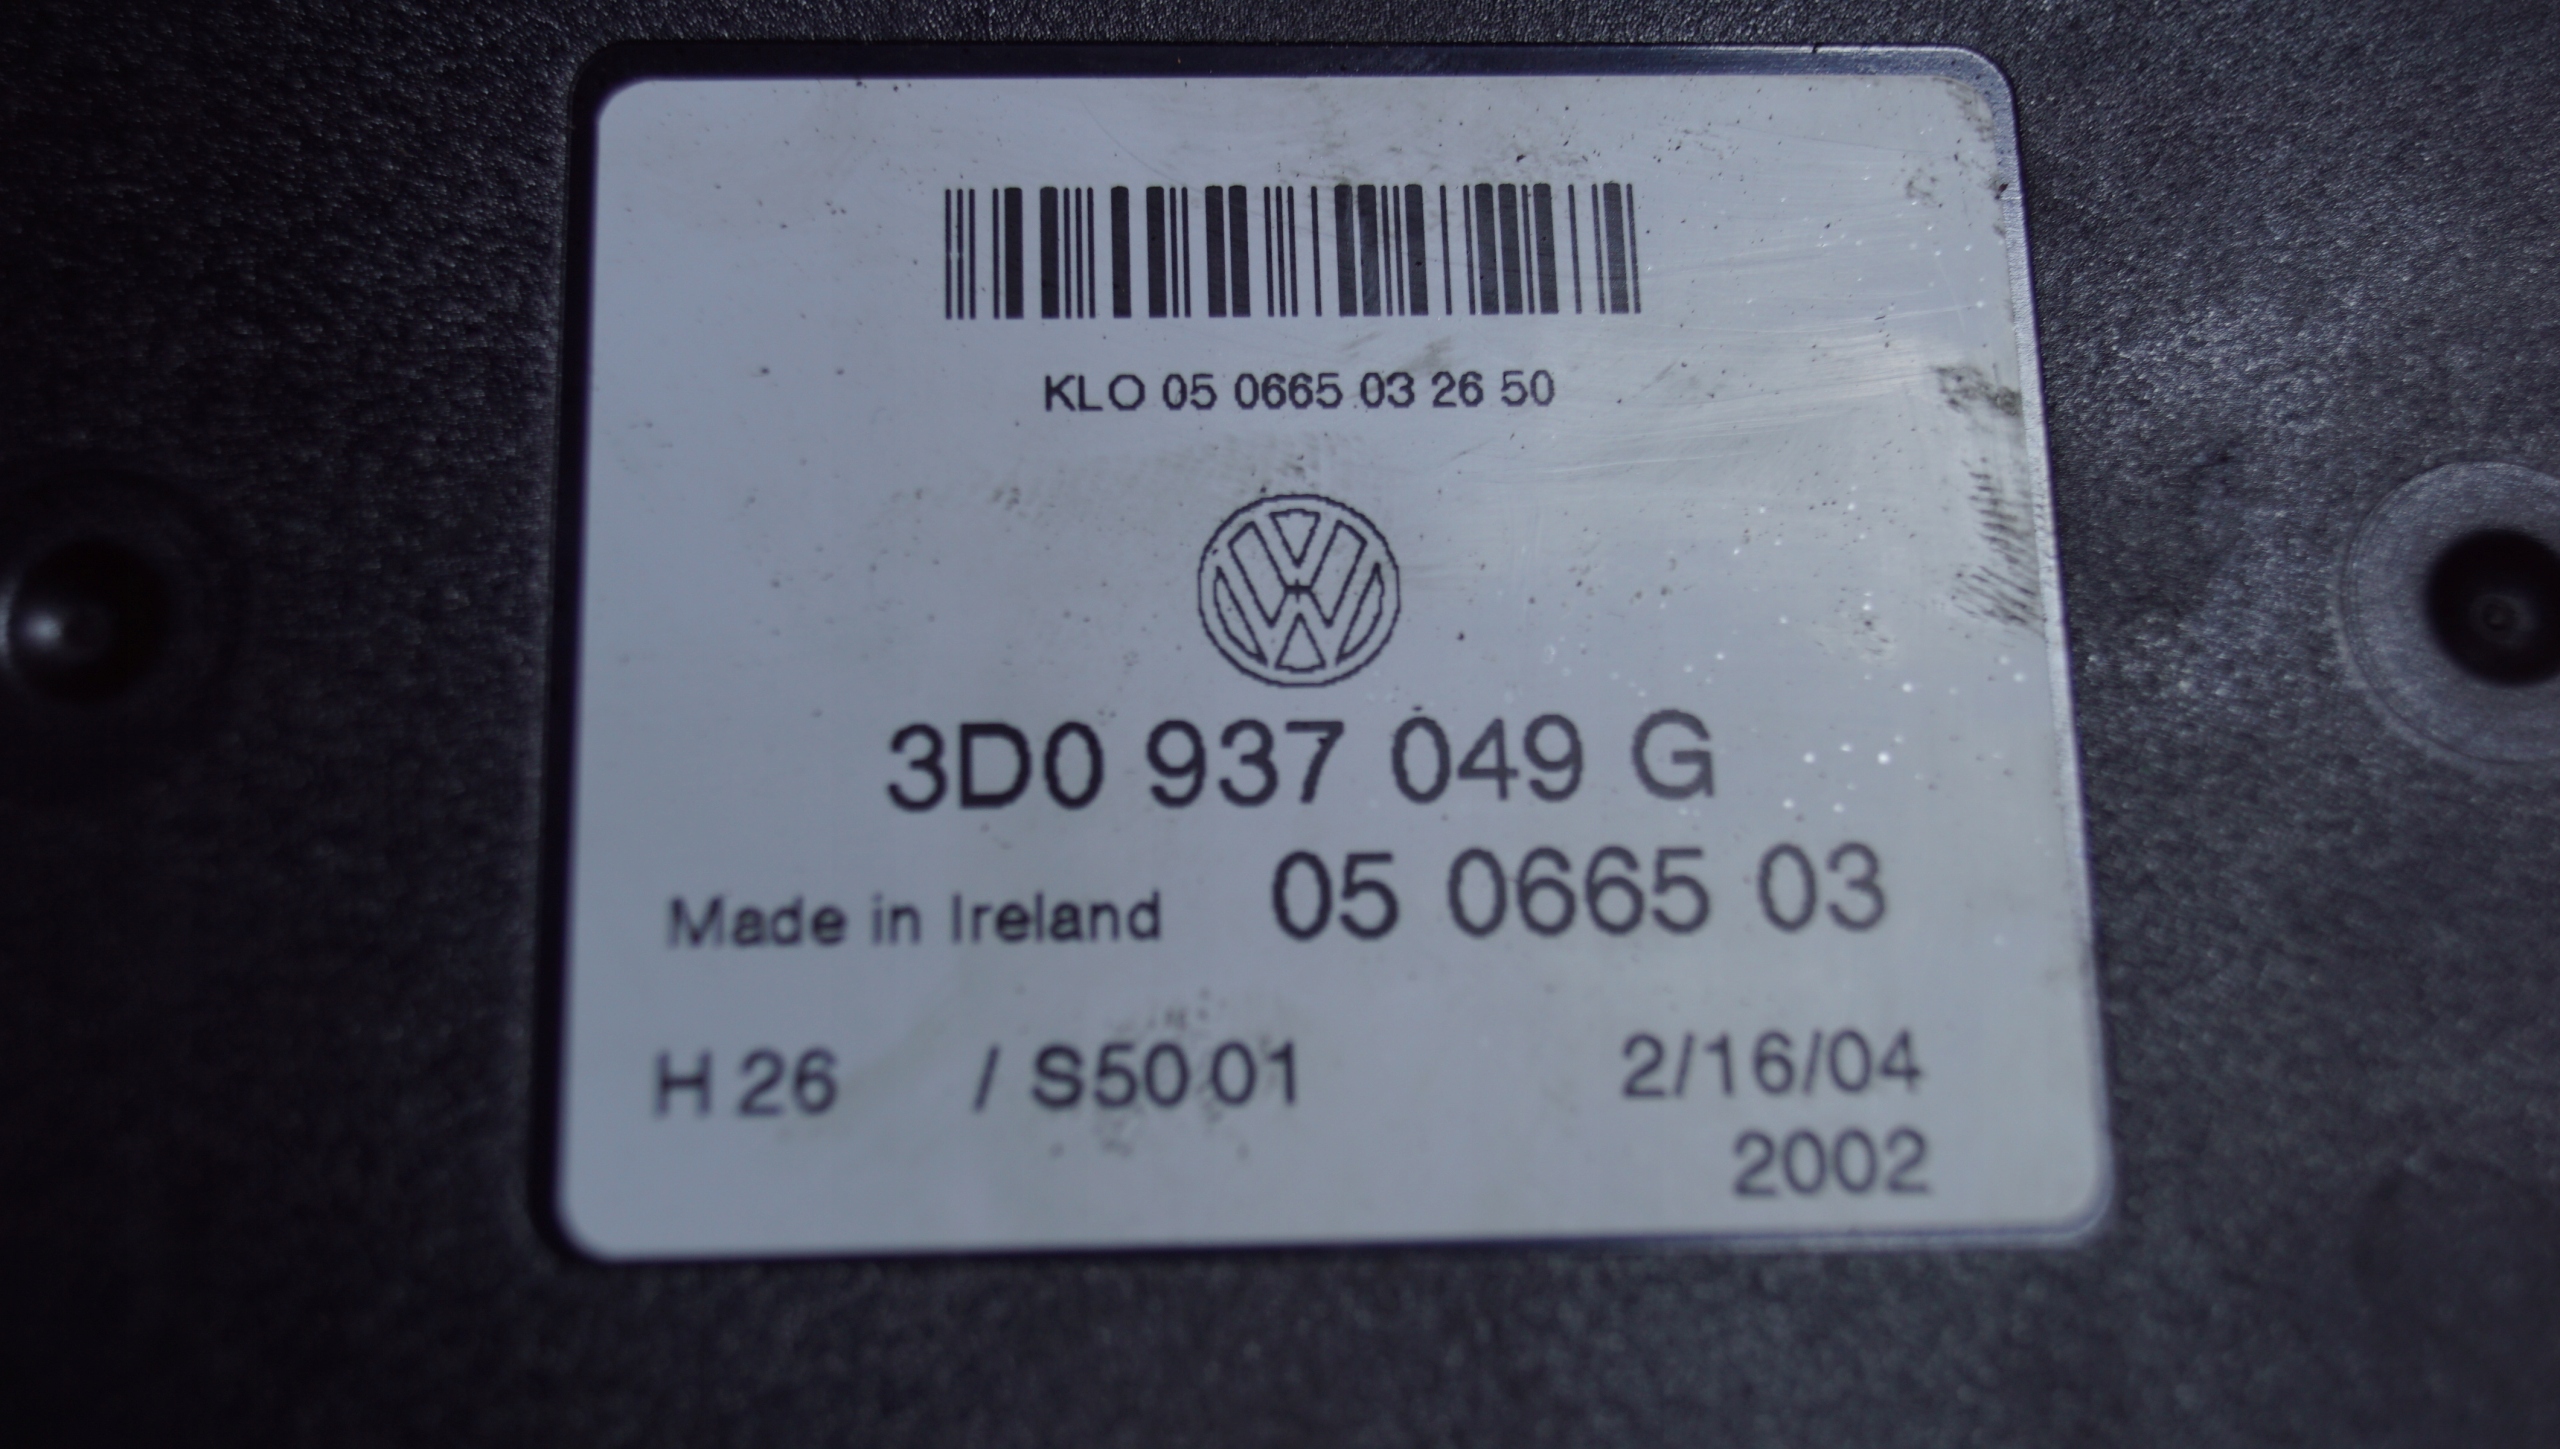 KLO 05 0665 03 26 50
3D0 937 049 G
Made in Ireland 05 0665 03
H 26 / S50 01 2/16/04
2002